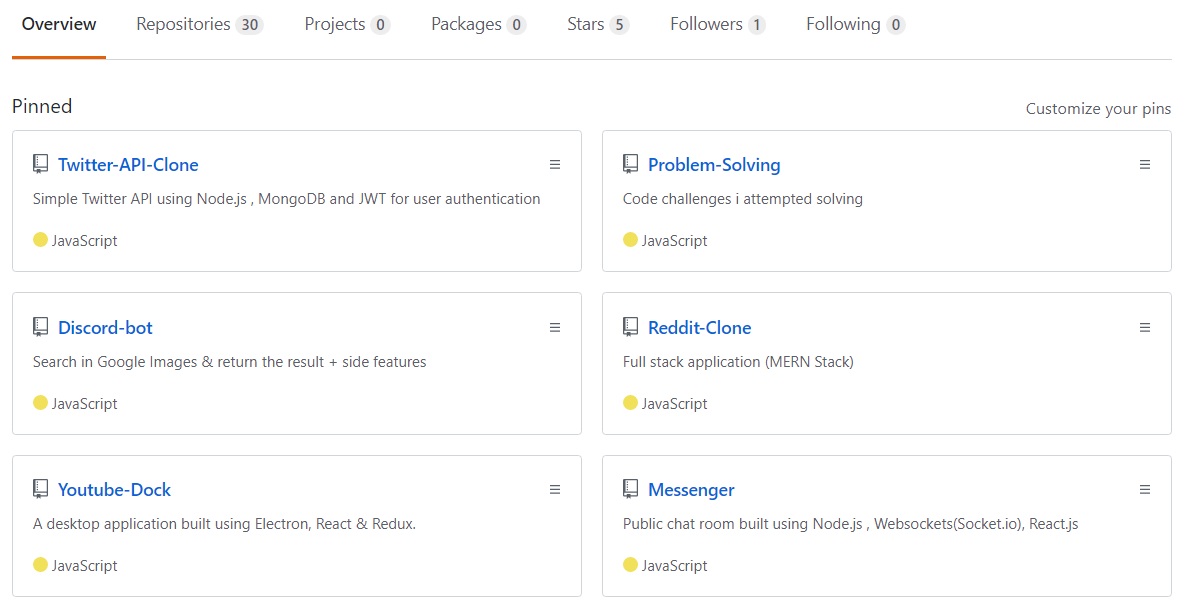 Overview Repositories 30 Projects 0 Packages 0 Stars 5 Followers 1 Following 0
Pinned
Customize your pins
Twitter-API-Clone
Simple Twitter API using Node.js , MongoDB and JWT for user authentication
JavaScript
Problem-Solving
Code challenges i attempted solving
JavaScript
Discord-bot
Search in Google Images & return the result + side features
JavaScript
Reddit-Clone
Full stack application (MERN Stack)
JavaScript
Youtube-Dock
A desktop application built using Electron, React & Redux.
JavaScript
Messenger
Public chat room built using Node.js , Websockets(Socket.io), React.js
JavaScript